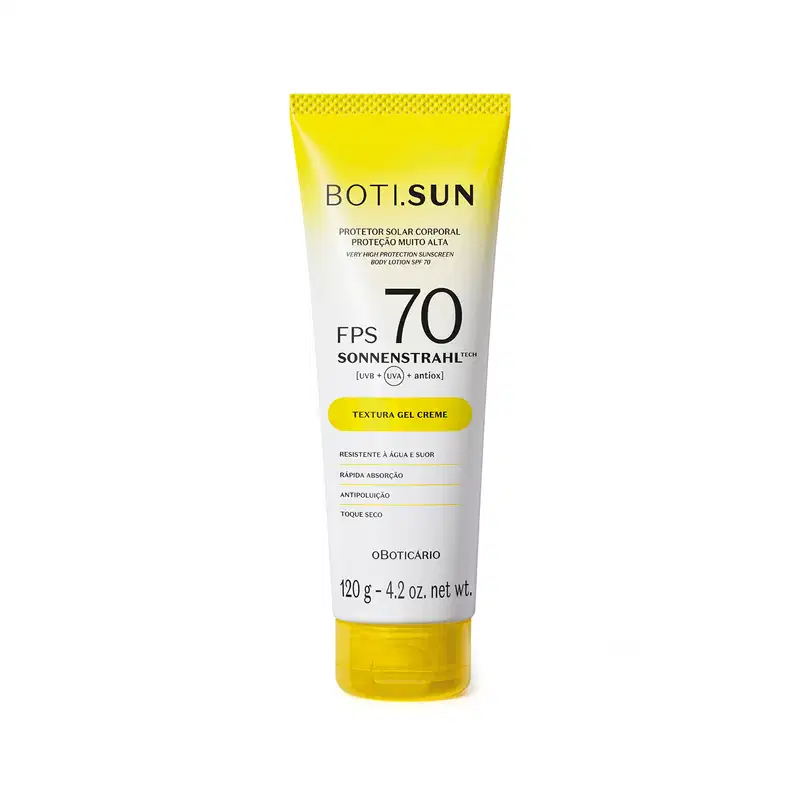 BOTI.SUN
PROTETOR SOLAR CORPORAL
PROTEÇÃO MUITO ALTA
VERY HIGH PROTECTION SUNSCREEN
BODY LOTION SPF 70
FPS 70
SONNENSTRAHL TECH
[UVB + UVA + antiox]
TEXTURA GEL CREME
RESISTENTE À ÁGUA E SUOR
RÁPIDA ABSORÇÃO
ANTIPOLUIÇÃO
TOQUE SECO
oBOTICÁRIO
120 g - 4.2 oz. net wt.